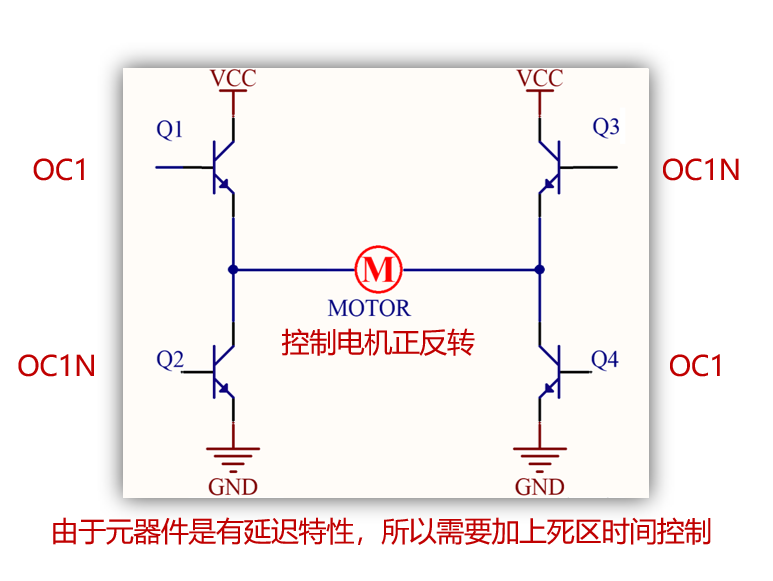 VCC VCC
Q1 Q3
OC1 OC1N
M
MOTOR
控制电机正反转
OC1N Q2 Q4 OC1
GND GND
由于元器件是有延迟特性，所以需要加上死区时间控制